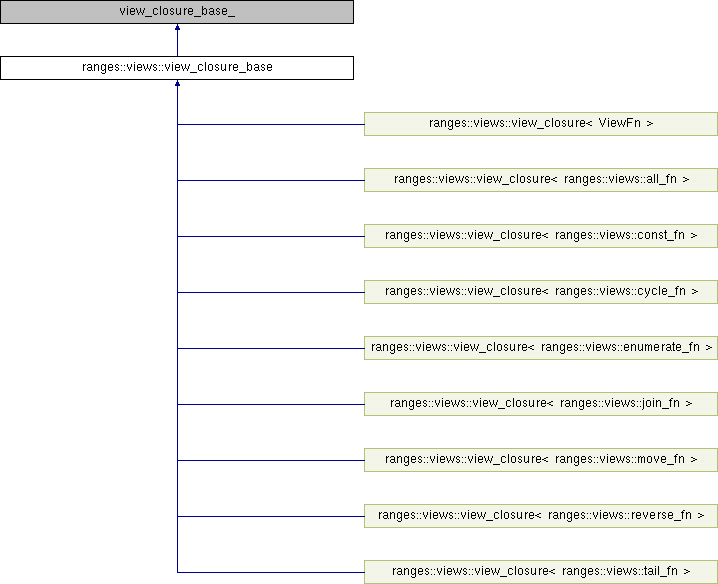 view_closure_base_
ranges::views::view_closure_base
ranges::views::view_closure< ViewFn >
ranges::views::view_closure< ranges::views::all_fn >
ranges::views::view_closure< ranges::views::const_fn >
ranges::views::view_closure< ranges::views::cycle_fn >
ranges::views::view_closure< ranges::views::enumerate_fn >
ranges::views::view_closure< ranges::views::join_fn >
ranges::views::view_closure< ranges::views::move_fn >
ranges::views::view_closure< ranges::views::reverse_fn >
ranges::views::view_closure< ranges::views::tail_fn >